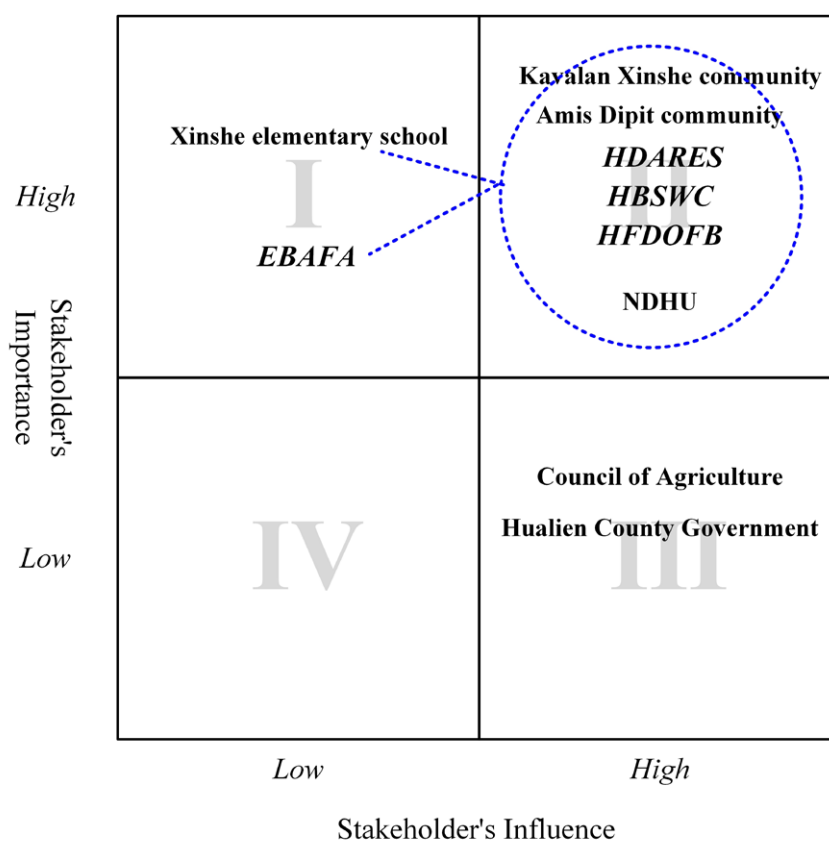 Kavalan Xinshe community
Amis Dipit community
Xinshe elementary school
HDARES
I
II
High
HBSWC
HFDOFB
EBAFA
NDHU
Stakeholder's
Importance
Council of Agriculture
Hualien County Government
Low
IV
III
Low
High
Stakeholder's Influence